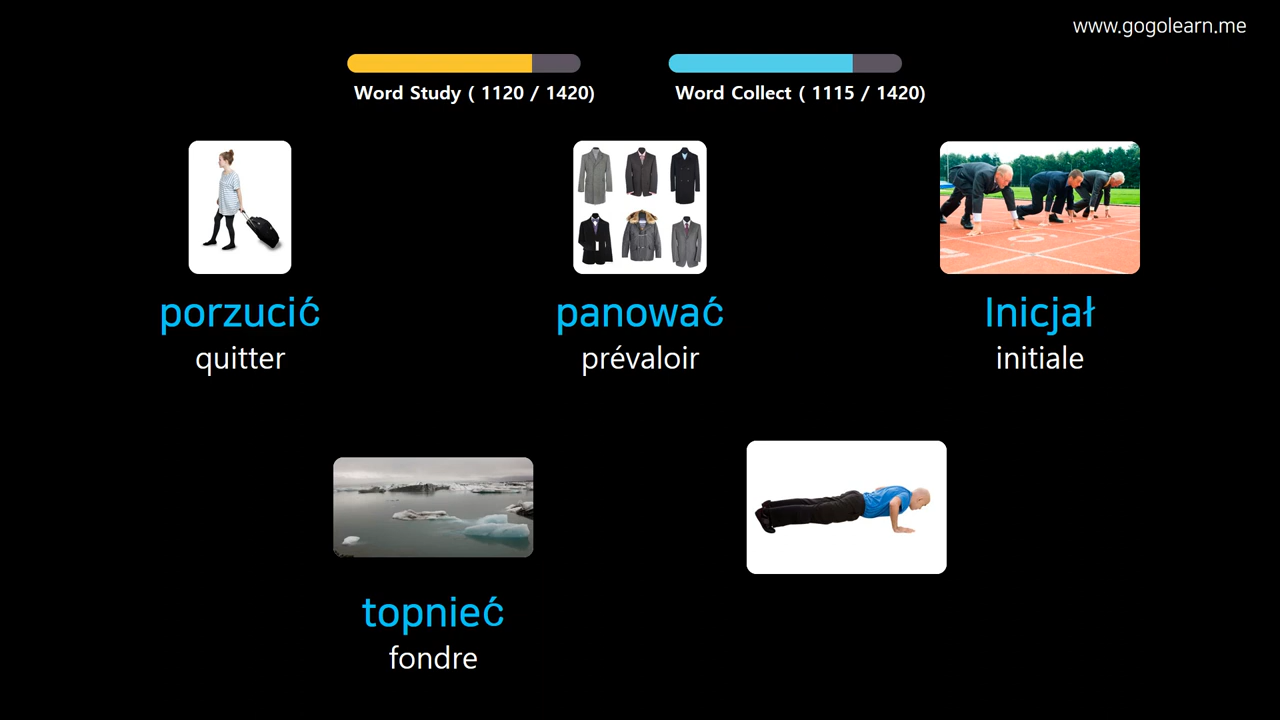 www.gogolearn.me
Word Study ( 1120 / 1420)
Word Collect ( 1115 / 1420)
porzucić
quitter
panować
prévaloir
Inicjał
initiale
topnieć
fondre